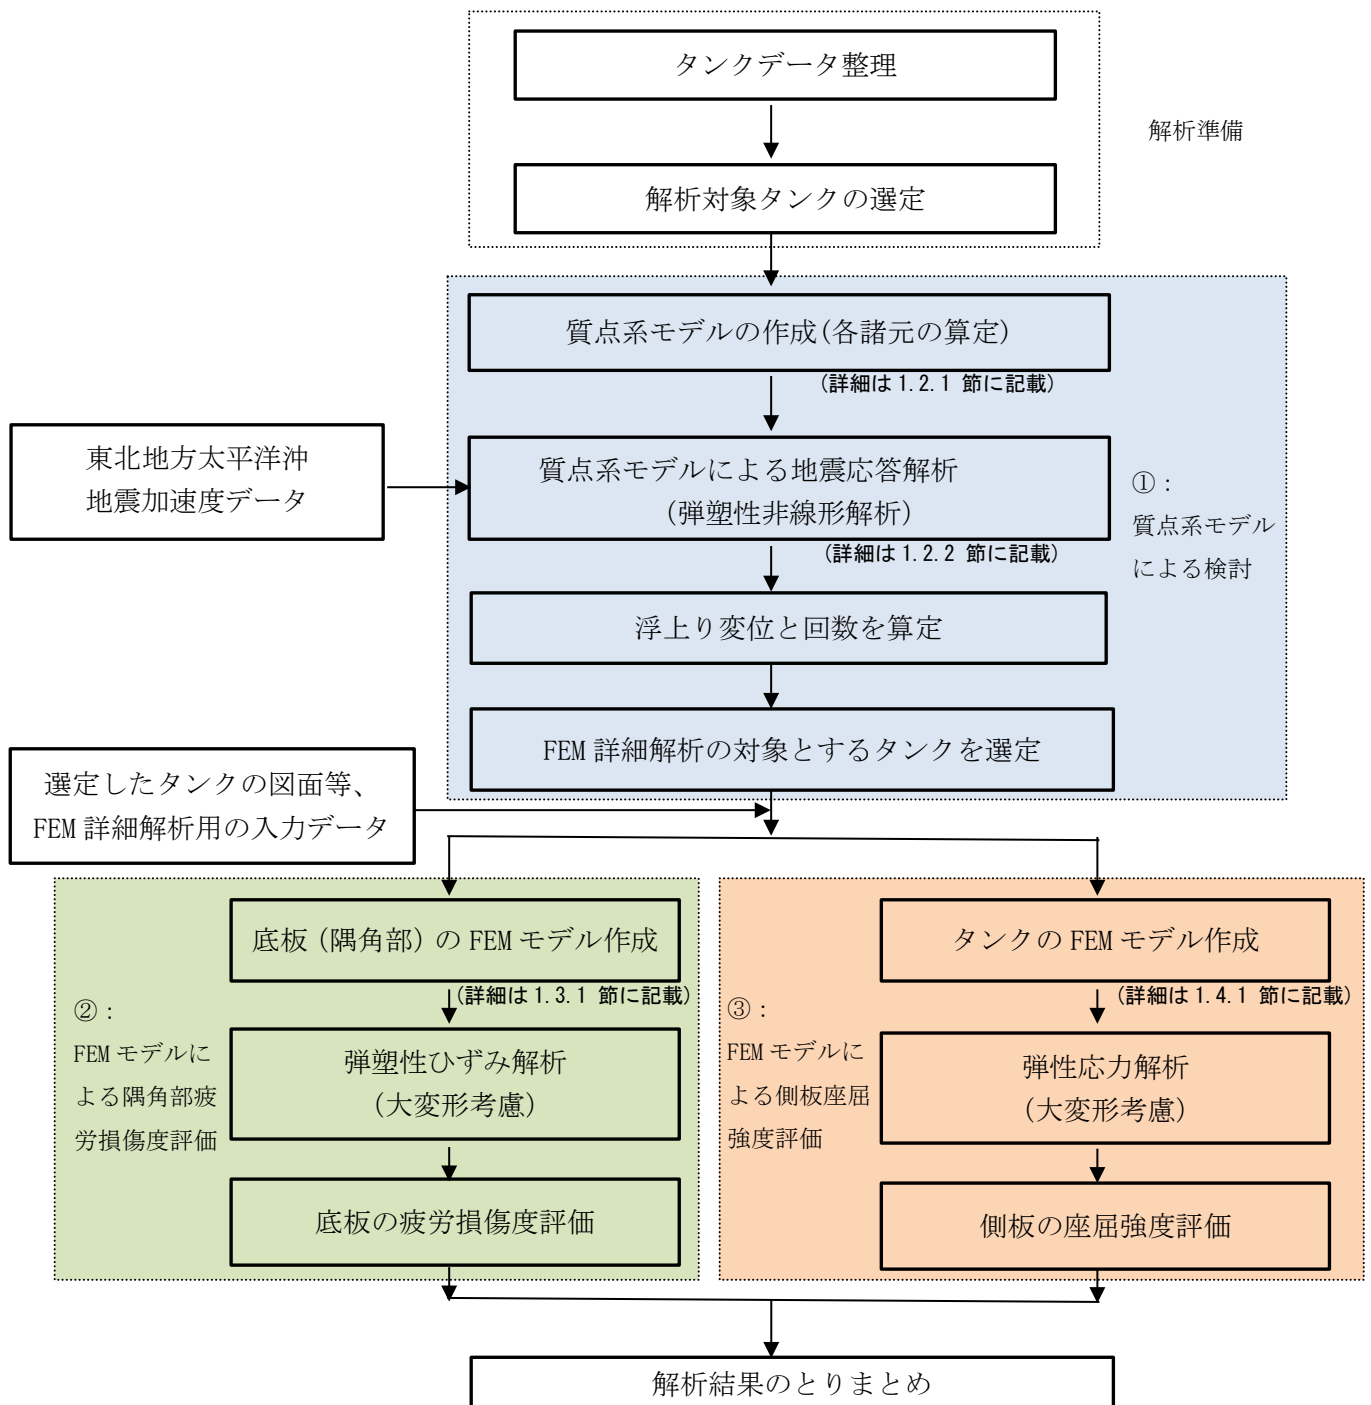 タンクデータ整理
解析準備
解析対象タンクの選定
質点系モデルの作成(各諸元の算定)
(詳細は 1.2.1 節に記載)
東北地方太平洋沖
地震加速度データ
質点系モデルによる地震応答解析
(弾塑性非線形解析)
(詳細は 1.2.2 節に記載)
①：
質点系モデル
による検討
浮上り変位と回数を算定
FEM 詳細解析の対象とするタンクを選定
選定したタンクの図面等、
FEM 詳細解析用の入力データ
底板(隅角部)の FEM モデル作成
(詳細は 1.3.1 節に記載)
②：
FEM モデルに
よる隅角部疲
労損傷度評価
弾塑性ひずみ解析
(大変形考慮)
底板の疲労損傷度評価
タンクの FEM モデル作成
(詳細は 1.4.1 節に記載)
③：
FEM モデルに
よる側板座屈
強度評価
弾性応力解析
(大変形考慮)
側板の座屈強度評価
解析結果のとりまとめ